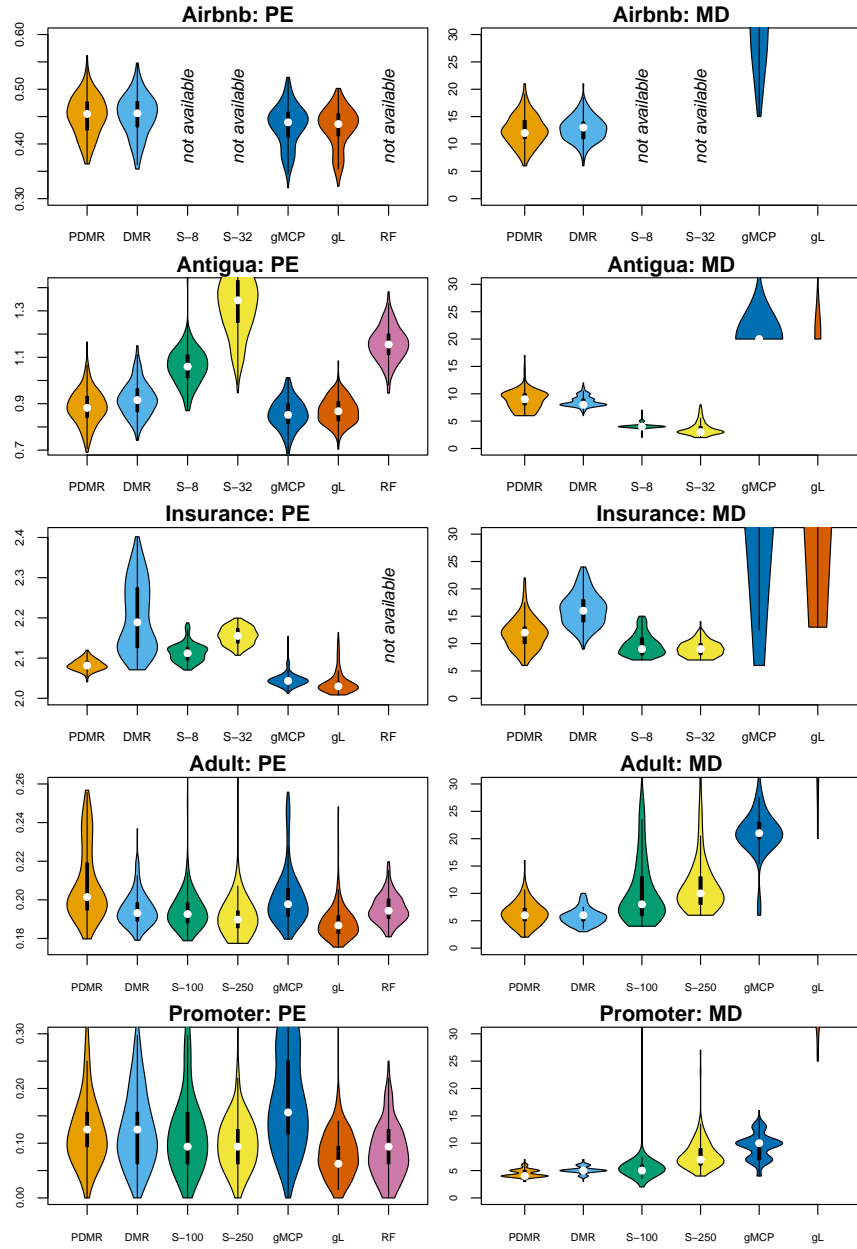 Airbnb: PE
0.60
0.50
0.40
0.30
not available
not available
not available
PDMR DMR S−8 S−32 gMCP gL RF
Airbnb: MD
30
25
20
15
10
5
0
not available
not available
PDMR DMR S−8 S−32 gMCP gL
Antigua: PE
1.3
1.1
0.9
0.7
PDMR DMR S−8 S−32 gMCP gL RF
Antigua: MD
30
25
20
15
10
5
0
PDMR DMR S−8 S−32 gMCP gL
Insurance: PE
2.4
2.3
2.2
2.1
2.0
not available
PDMR DMR S−8 S−32 gMCP gL RF
Insurance: MD
30
25
20
15
10
5
0
PDMR DMR S−8 S−32 gMCP gL
Adult: PE
0.26
0.24
0.22
0.20
0.18
PDMR DMR S−100 S−250 gMCP gL RF
Adult: MD
30
25
20
15
10
5
0
PDMR DMR S−100 S−250 gMCP gL
Promoter: PE
0.30
0.20
0.10
0.00
PDMR DMR S−100 S−250 gMCP gL RF
Promoter: MD
30
25
20
15
10
5
0
PDMR DMR S−100 S−250 gMCP gL